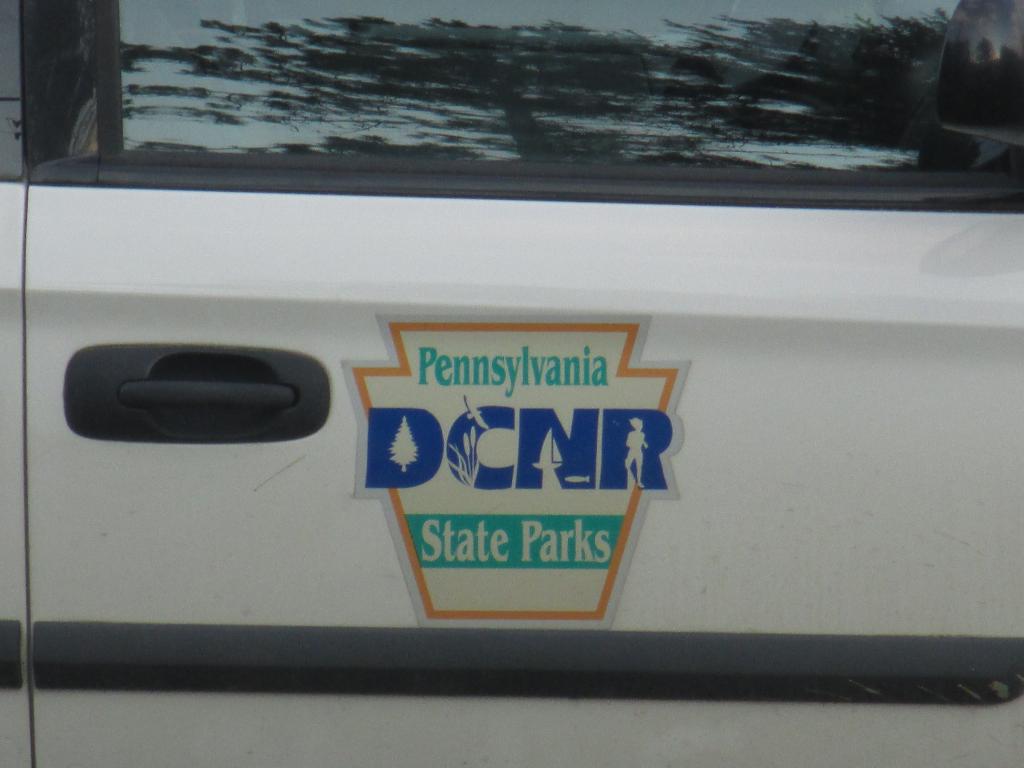 Pennsylvania
DCNR
State Parks